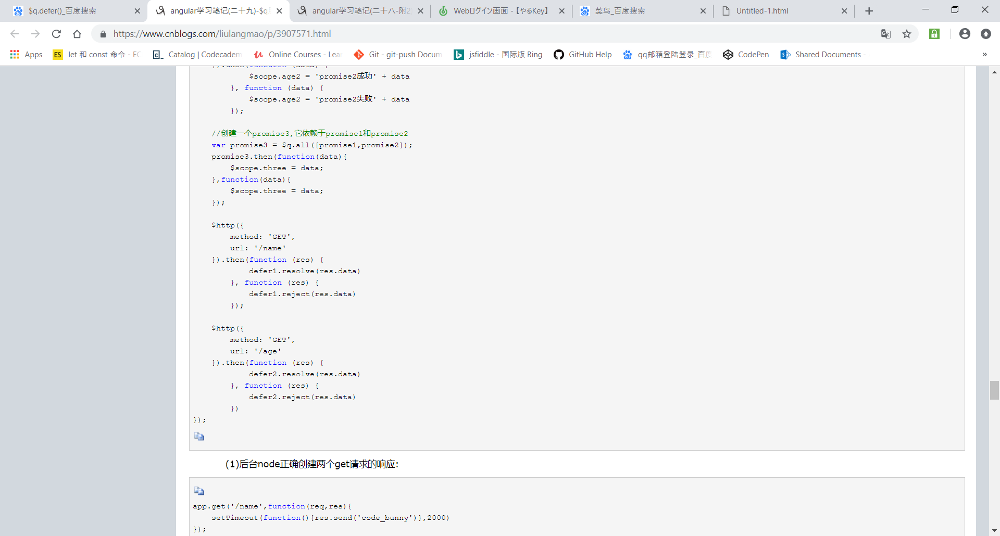 $q.defer()_百度搜索
angular学习笔记(二十九)-$q
angular学习笔记(二十八-附2
Webログイン画面 -【やるKey】
菜鸟_百度搜索
Untitled-1.html
https://www.cnblogs.com/liulangmao/p/3907571.html
Apps
ES
let 和 const 命令 - EC
Catalog | Codecadem
Online Courses - Lea
Git - git-push Docum
jsfiddle - 国际版 Bing
GitHub Help
qq邮箱登陆登录_百度
CodePen
Shared Documents -
»
}).then(function (data) {
$scope.age2 = 'promise2成功' + data
}, function (data) {
$scope.age2 = 'promise2失败' + data
});
//创建一个promise3,它依赖于promise1和promise2
var promise3 = $q.all([promise1,promise2]);
promise3.then(function(data){
$scope.three = data;
},function(data){
$scope.three = data;
});
$http({
method: 'GET',
url: '/name'
}).then(function (res) {
defer1.resolve(res.data)
}, function (res) {
defer1.reject(res.data)
});
$http({
method: 'GET',
url: '/age'
}).then(function (res) {
defer2.resolve(res.data)
}, function (res) {
defer2.reject(res.data)
})
});
(1)后台node正确创建两个get请求的响应:
app.get('/name',function(req,res){
setTimeout(function(){res.send('code_bunny')},2000)
});